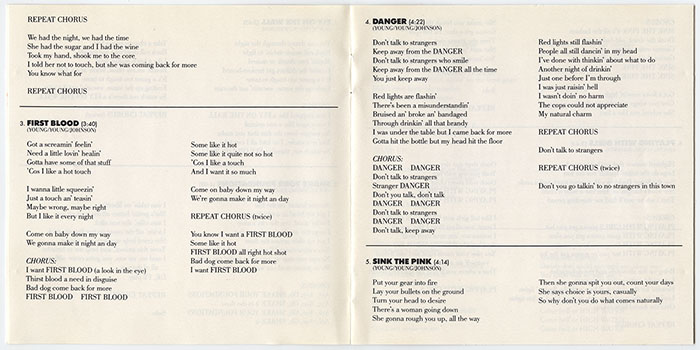 REPEAT CHORUS
We had the night, we had the time
She had the sugar and I had the wine
Took my hand, shook me to the core
I told her not to touch, but she was coming back for more
You know what for
REPEAT CHORUS
3. FIRST BLOOD [3:40]
(YOUNG/YOUNG/JOHNSON)
Got a screamin' feelin'
Need a little lovin' healin'
Gotta have some of that stuff
'Cos I like a hot touch
I wanna little squeezin'
Just a touch an' teasin'
Maybe wrong, maybe right
But I like it every night
Come on baby down my way
We gonna make it night an day
CHORUS:
I want FIRST BLOOD (a look in the eye)
Thirst blood a need in disguise
Bad dog come back for more
FIRST BLOOD FIRST BLOOD
Some like it hot
Some like it quite not so hot
'Cos I like a touch
And I want it so much
Come on baby down my way
We're gonna make it night an day
REPEAT CHORUS (twice)
You know I want a FIRST BLOOD
Some like it hot
FIRST BLOOD all right hot shot
Bad dog come back for more
I want FIRST BLOOD
4. DANGER [4:22]
(YOUNG/YOUNG/JOHNSON)
Don't talk to strangers
Keep away from the DANGER
Don't talk to strangers who smile
Keep away from the DANGER all the time
You just keep away
Red lights are flashin'
There's been a misunderstandin'
Bruised an' broke an' bandaged
Through drinkin' all that brandy
I was under the table but I came back for more
Gotta hit the bottle but my head hit the floor
CHORUS:
DANGER DANGER
Don't talk to strangers
Stranger DANGER
Don't you talk, don't talk
DANGER DANGER
Don't talk to strangers
DANGER DANGER
Don't talk, keep away
Red lights still flashin'
People all still dancin' in my head
I've done with thinkin' about what to do
Another night of drinkin'
Just one before I'm through
I was just raisin' hell
I wasn't doin' no harm
The cops could not appreciate
My natural charm
REPEAT CHORUS
Don't talk to strangers
REPEAT CHORUS (twice)
Don't you go talkin' to no strangers in this town
5. SINK THE PINK [4:14]
(YOUNG/YOUNG/JOHNSON)
Put your gear into fire
Lay your bullets on the ground
Turn your head to desire
There's a woman going down
She gonna rough you up, all the way
Then she gonna spit you out, count your days
She says choice is yours, casually
So why don't you do what comes naturally